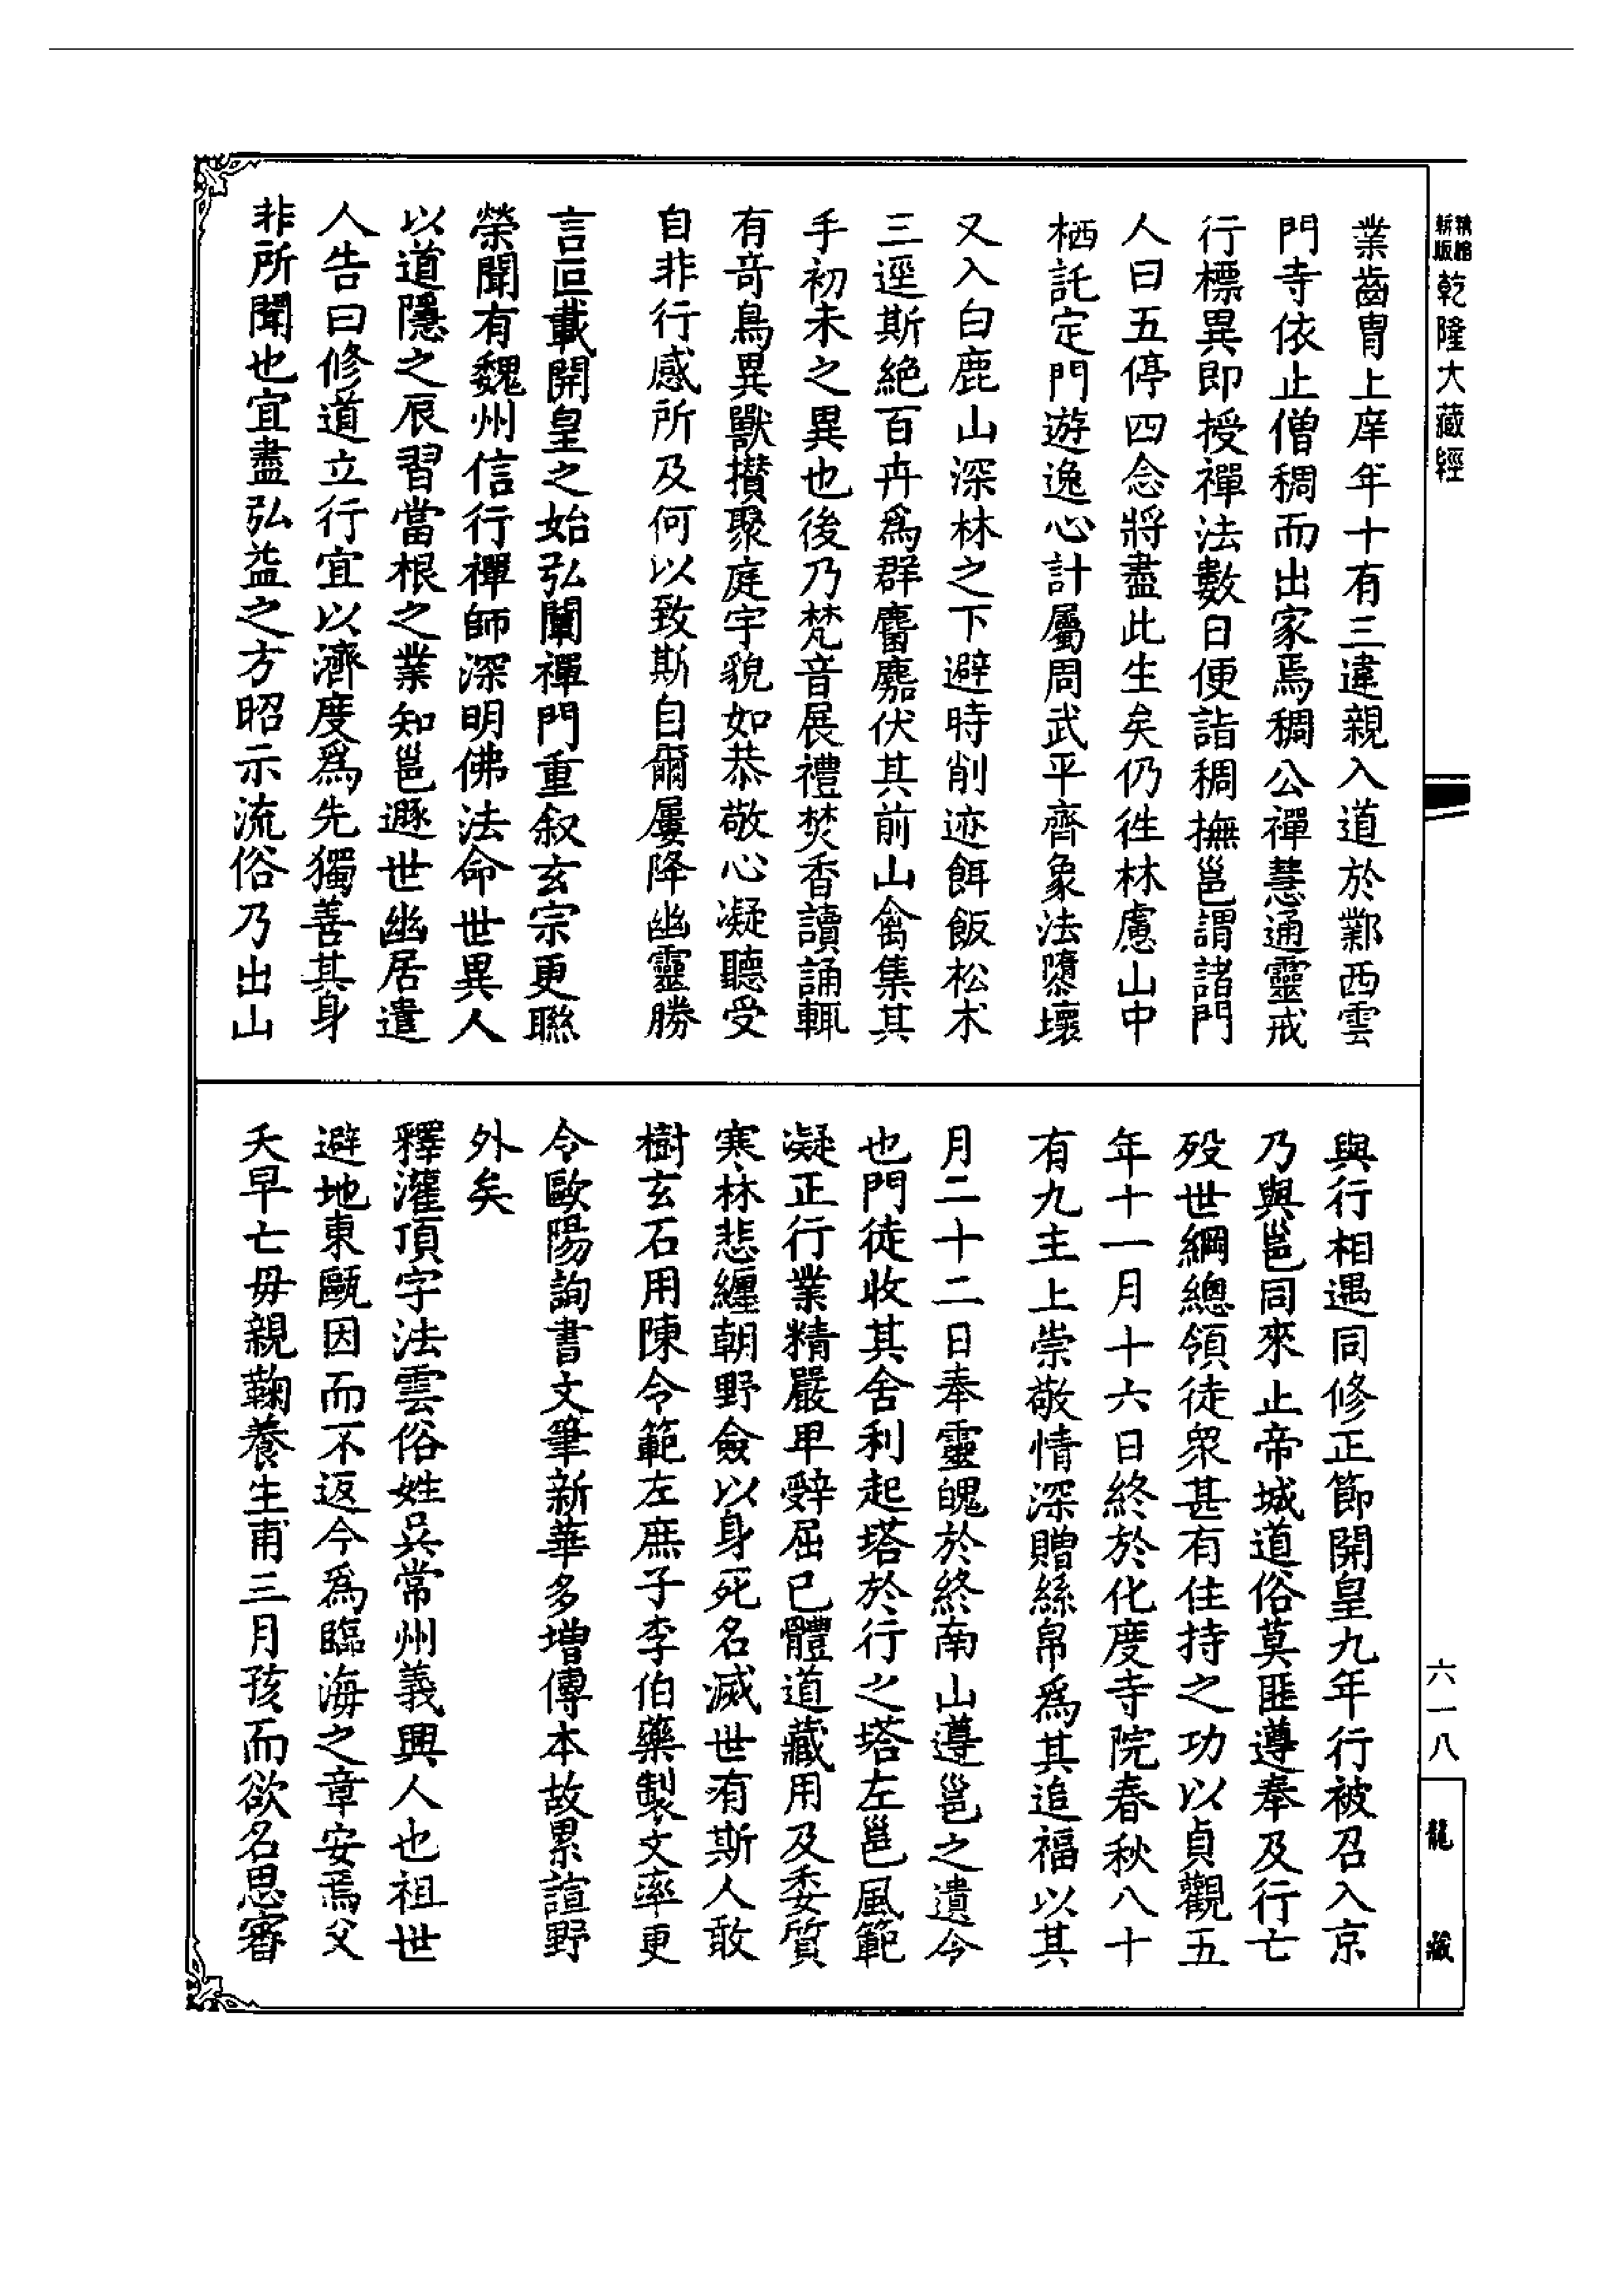 精緻新版
乾隆大藏經
業齒胄上庠年十有三違親入道於鄴西雲
門寺依止僧稠而出家焉稠公禪慧通靈戒
行標異即授禪法數日便詣稠撫邕謂諸門
人曰五停四念將盡此生矣仍徃林慮山中
栖託定門遊逸心計屬周武平齊象法隳壞
又入白鹿山深林之下避時削迹餌飯松朮
三逕斯絕百卉爲群麏麚伏其前山禽集其
手初未之異也後乃梵音展禮焚香讀誦輒
有竒鳥異獸攅聚庭宇貌如恭敬心凝聽受
自非行感所及何以致斯自爾屢降幽靈勝
言叵載開皇之始弘闡禪門重叙玄宗更聮
榮聞有魏州信行禪師深明佛法命世異人
以道隱之辰習當根之業知邕遯世幽居遣
人告曰修道立行宜以濟度爲先獨善其身
非所聞也宜盡弘益之方昭示流俗乃出山
與行相遇同修正節開皇九年行被召入京
乃與邕同來止帝城道俗莫匪遵奉及行亡
歿世綱總領徒眾甚有住持之功以貞觀五
年十一月十六日終於化度寺院春秋八十
有九主上崇敬情深贈絲帛爲其追福以其
月二十二日奉靈魄於終南山遵邕之遺令
也門徒收其舍利起塔於行之塔左邕風範
凝正行業精嚴卑辭屈已體道藏用及委質
寒林悲纏朝野僉以身死名滅世有斯人敢
樹玄石用陳令範左庶子李伯藥製文率更
令歐陽詢書文筆新華多增傳本故累諠野
外矣
釋灌頂字法雲俗姓吳常州義興人也祖世
避地東甌因而不返今爲臨海之章安焉父
夭早亡毋親鞠養生甫三月孩而欲名思審
六一八
龍藏